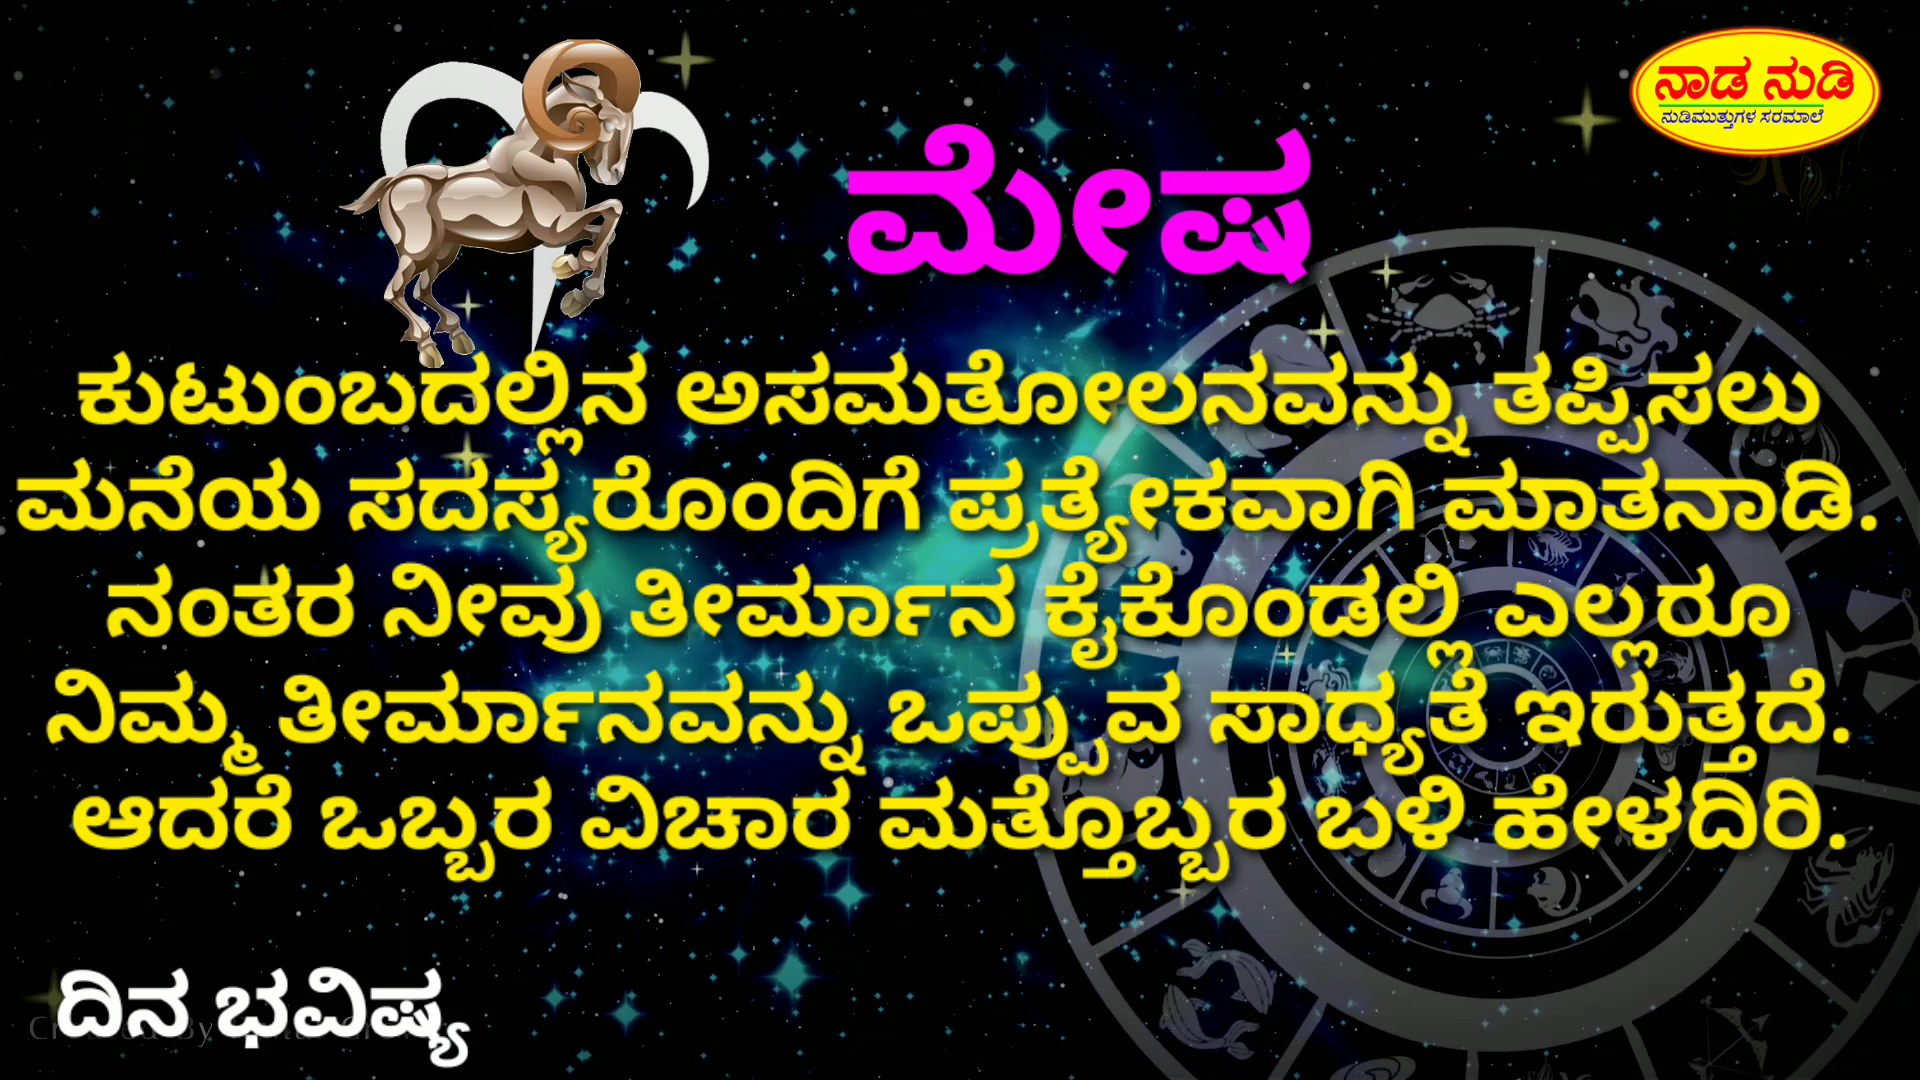 ನಾಡ ನುಡಿ
ನುಡಿಮುತ್ತುಗಳ ಸರಮಾಲೆ
ಮೇಷ
ಕುಟುಂಬದಲ್ಲಿನ ಅಸಮತೋಲನವನ್ನು ತಪ್ಪಿಸಲು
ಮನೆಯ ಸದಸ್ಯರೊಂದಿಗೆ ಪ್ರತ್ಯೇಕವಾಗಿ ಮಾತನಾಡಿ.
ನಂತರ ನೀವು ತೀರ್ಮಾನ ಕೈಕೊಂಡಲ್ಲಿ ಎಲ್ಲರೂ
ನಿಮ್ಮ ತೀರ್ಮಾನವನ್ನು ಒಪ್ಪುವ ಸಾಧ್ಯತೆ ಇರುತ್ತದೆ.
ಆದರೆ ಒಬ್ಬರ ವಿಚಾರ ಮತ್ತೊಬ್ಬರ ಬಳಿ ಹೇಳದಿರಿ.
ದಿನ ಭವಿಷ್ಯ